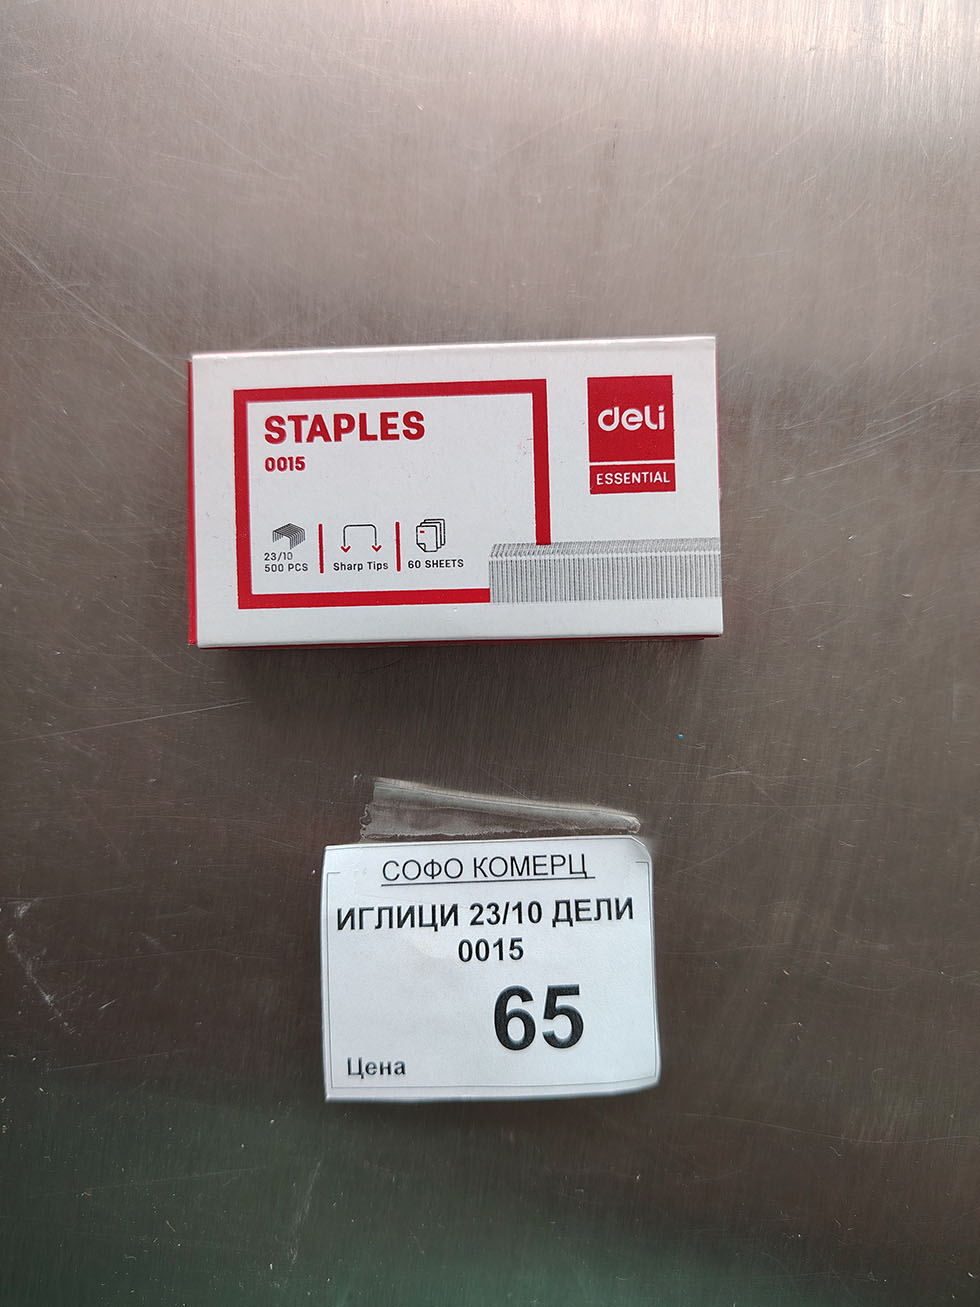 STAPLES
0015
23/10
500 PCS
Sharp Tips
60 SHEETS
deli
ESSENTIAL
СОФО КОМЕРЦ
ИГЛИЦИ 23/10 ДЕЛИ
0015
65
Цена